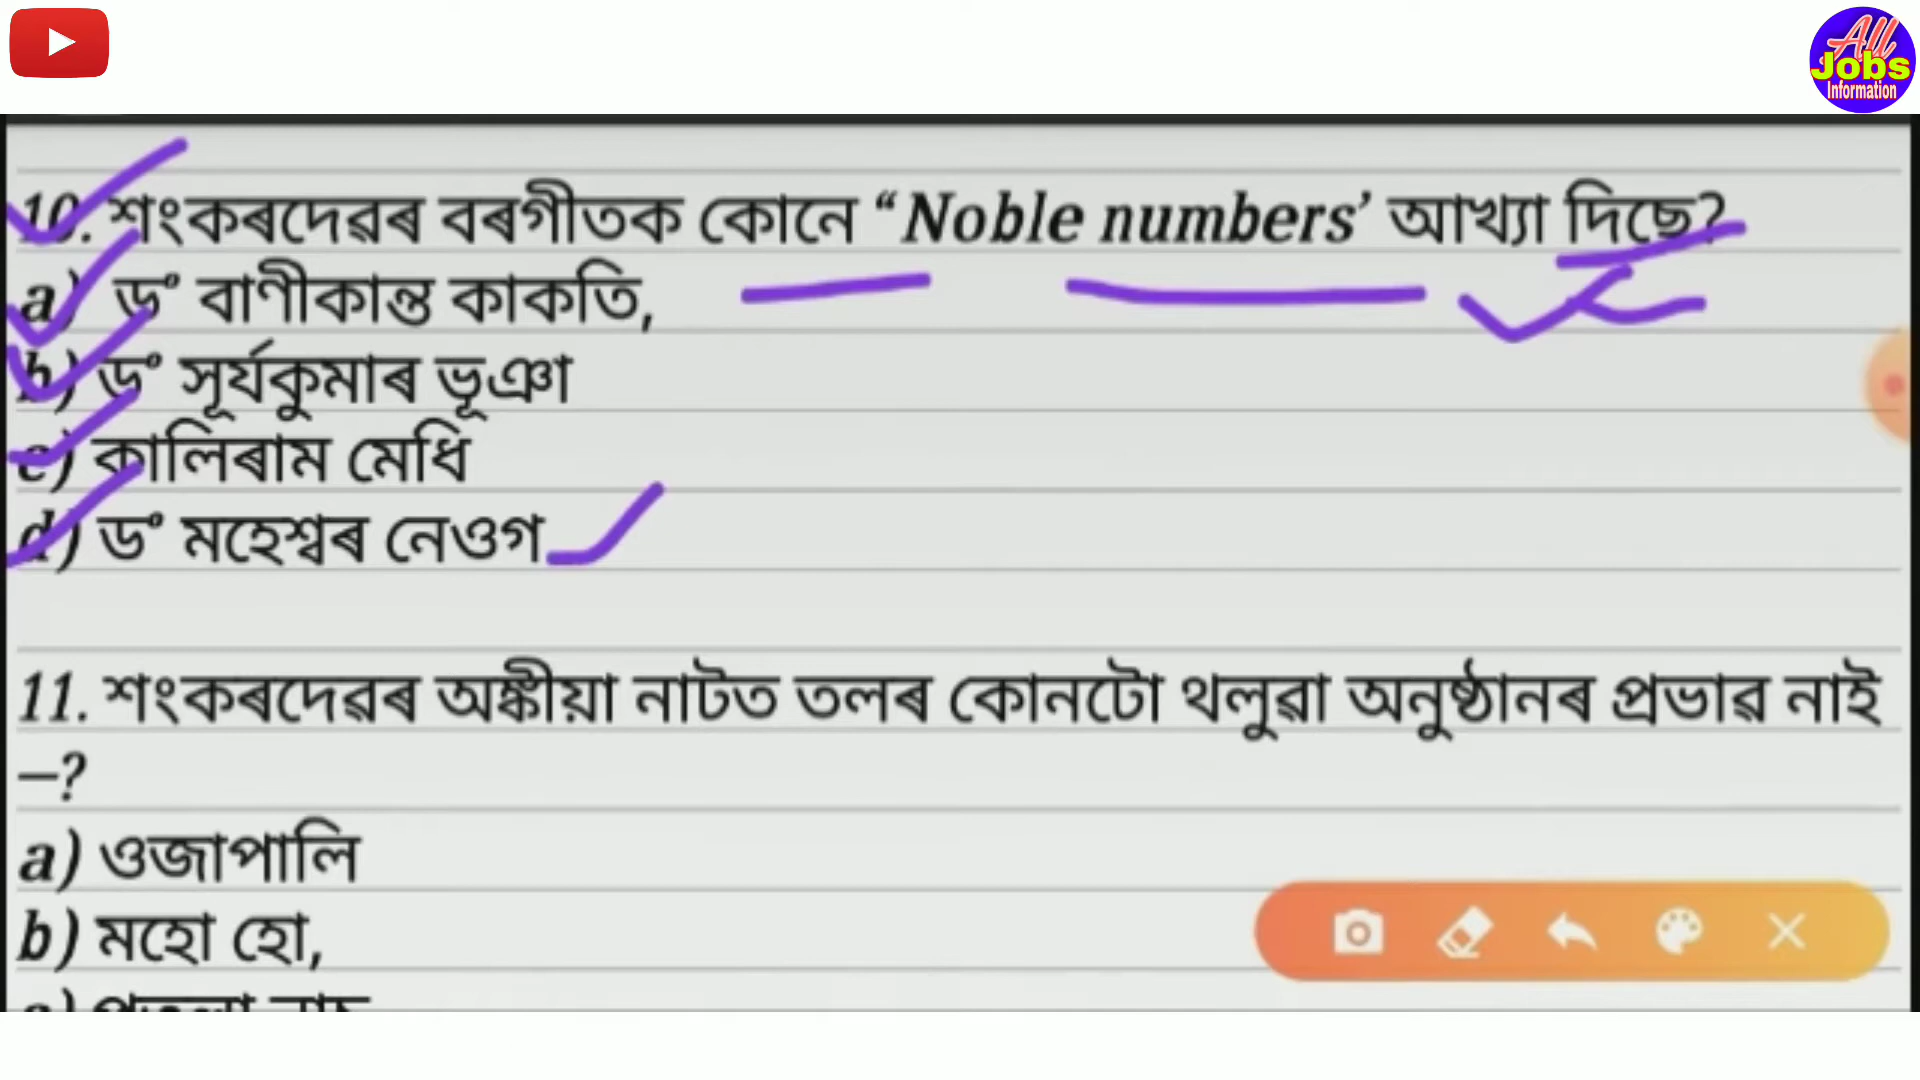 All
Jobs
Information
10. শংকৰদেৱৰ বৰগীতক কোনে “Noble numbers’ আখ্যা দিছে?
a) ড° বাণীকান্ত কাকতি,
b) ড° সূৰ্যকুমাৰ ভূঞা
c) কালিৰাম মেধি
d) ড° মহেশ্বৰ নেওগ
11. শংকৰদেৱৰ অঙ্কীয়া নাটত তলৰ কোনটো থলুৱা অনুষ্ঠানৰ প্ৰভাৱ নাই
—?
a) ওজাপালি
b) মহো হো,